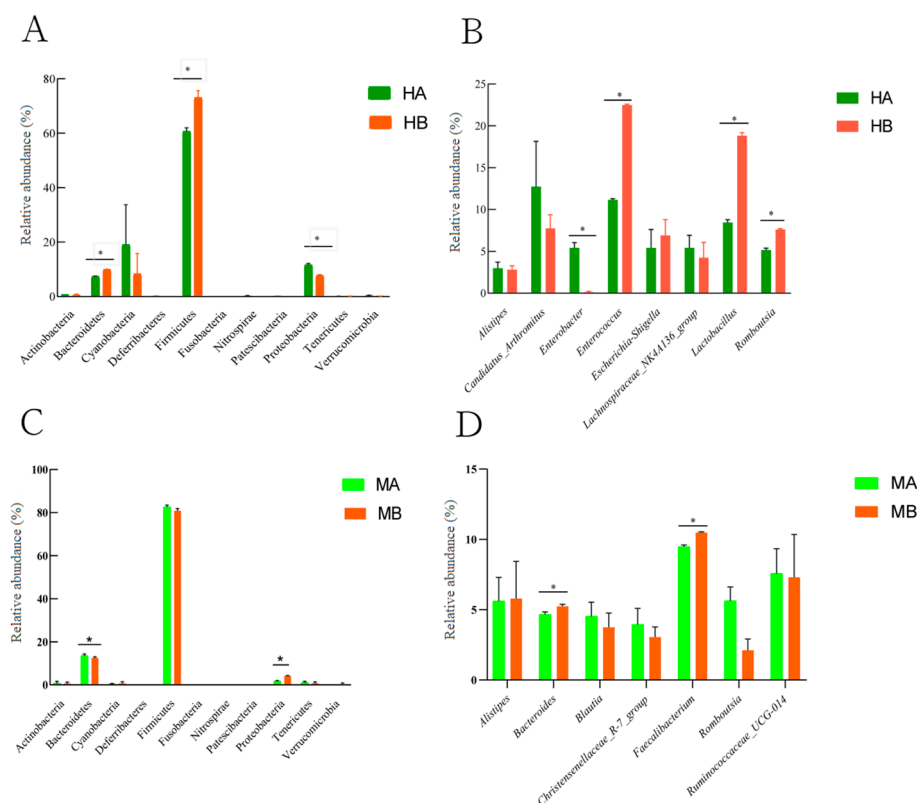 A
Relative abundance (%)
80
60
40
20
0
*
*
*
HA
HB
Actinobacteria
Bacteroidetes
Cyanobacteria
Deferribacteres
Firmicutes
Fusobacteria
Nitrospirae
Patescibacteria
Proteobacteria
Tenericutes
Verrucomicrobia
B
Relative abundance (%)
25
20
15
10
5
0
*
*
*
*
HA
HB
Alistipes
Candidatus_Arthromitus
Enterobacter
Enterococcus
Escherichia-Shigella
Lachnospiraceae_NK4A136_group
Lactobacillus
Romboutsia
C
Relative abundance (%)
100
80
60
40
20
0
*
*
MA
MB
Actinobacteria
Bacteroidetes
Cyanobacteria
Deferribacteres
Firmicutes
Fusobacteria
Nitrospirae
Patescibacteria
Proteobacteria
Tenericutes
Verrucomicrobia
D
Relative abundance (%)
15
10
5
0
*
*
MA
MB
Alistipes
Bacteroides
Blautia
Christensenellaceae_R-7_group
Faecalibacterium
Romboutsia
Ruminococcaceae_UCG-014